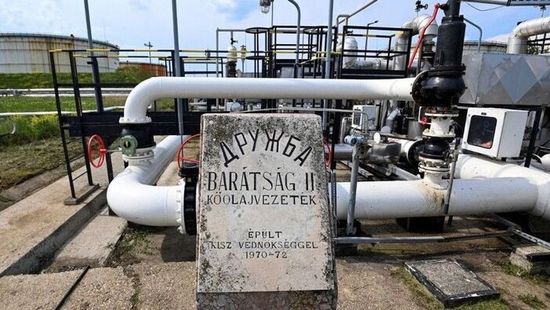 ДРУЖБА
BARÁTSÁG II
KŐOLAJVEZETÉK
ÉPÜLT
KISZ VÉDNÖKSÉGGEL
1970-72